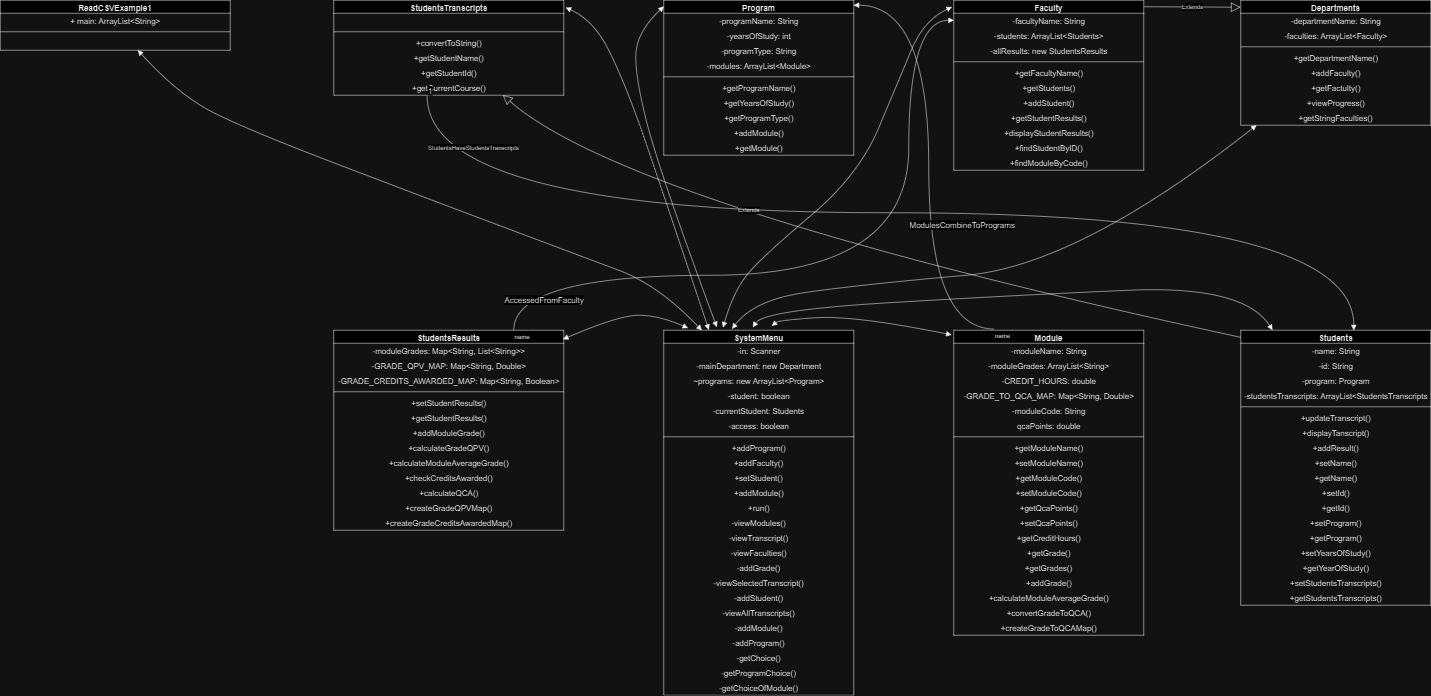 ReadCSVExample1
+ main: ArrayList<String>
StudentsTranscripts
+convertToString()
+getStudentName()
+getStudentId()
+getCurrentCourse()
Program
-programName: String
-yearsOfStudy: int
-programType: String
-modules: ArrayList<Module>
+getProgramName()
+getYearsOfStudy()
+getProgramType()
+addModule()
+getModule()
Faculty
-facultyName: String
-students: ArrayList<Students>
-allResults: new StudentsResults
+getFacultyName()
+getStudents()
+addStudent()
+getStudentResults()
+displayStudentResults()
+findStudentByID()
+findModuleByCode()
Extends
Departments
-departmentName: String
-faculties: ArrayList<Faculty>
+getDepartmentName()
+addFaculty()
+getFactulty()
+viewProgress()
+getStringFaculties()
StudentsHaveStudentsTranscripts
Extends
ModulesCombineToPrograms
AccessedFromFaculty
StudentsResults
name
-moduleGrades: Map<String, List<String>>
-GRADE_QPV_MAP: Map<String, Double>
-GRADE_CREDITS_AWARDED_MAP: Map<String, Boolean>
+setStudentResults()
+getStudentResults()
+addModuleGrade()
+calculateGradeQPV()
+calculateModuleAverageGrade()
+checkCreditsAwarded()
+calculateQCA()
+createGradeQPVMap()
+createGradeCreditsAwardedMap()
SystemMenu
-in: Scanner
-mainDepartment: new Department
~programs: new ArrayList<Program>
-student: boolean
-currentStudent: Students
-access: boolean
+addProgram()
+addFaculty()
+setStudent()
+addModule()
+run()
-viewModules()
-viewTranscript()
-viewFaculties()
-addGrade()
-viewSelectedTranscript()
-addStudent()
-viewAllTranscripts()
-addModule()
-addProgram()
-getChoice()
-getProgramChoice()
-getChoiceOfModule()
name
Module
-moduleName: String
-moduleGrades: ArrayList<String>
-CREDIT_HOURS: double
-GRADE_TO_QCA_MAP: Map<String, Double>
-moduleCode: String
qcaPoints: double
+getModuleName()
+setModuleName()
+getModuleCode()
+setModuleCode()
+getQcaPoints()
+setQcaPoints()
+getCreditHours()
+getGrade()
+getGrades()
+addGrade()
+calculateModuleAverageGrade()
+convertGradeToQCA()
+createGradeToQCAMap()
Students
-name: String
-id: String
-program: Program
-studentsTranscripts: ArrayList<StudentsTranscripts
+updateTranscript()
+displayTanscript()
+addResult()
+setName()
+getName()
+setId()
+getId()
+setProgram()
+getProgram()
+setYearsOfStudy()
+getYearOfStudy()
+setStudentsTranscripts()
+getStudentsTranscripts()